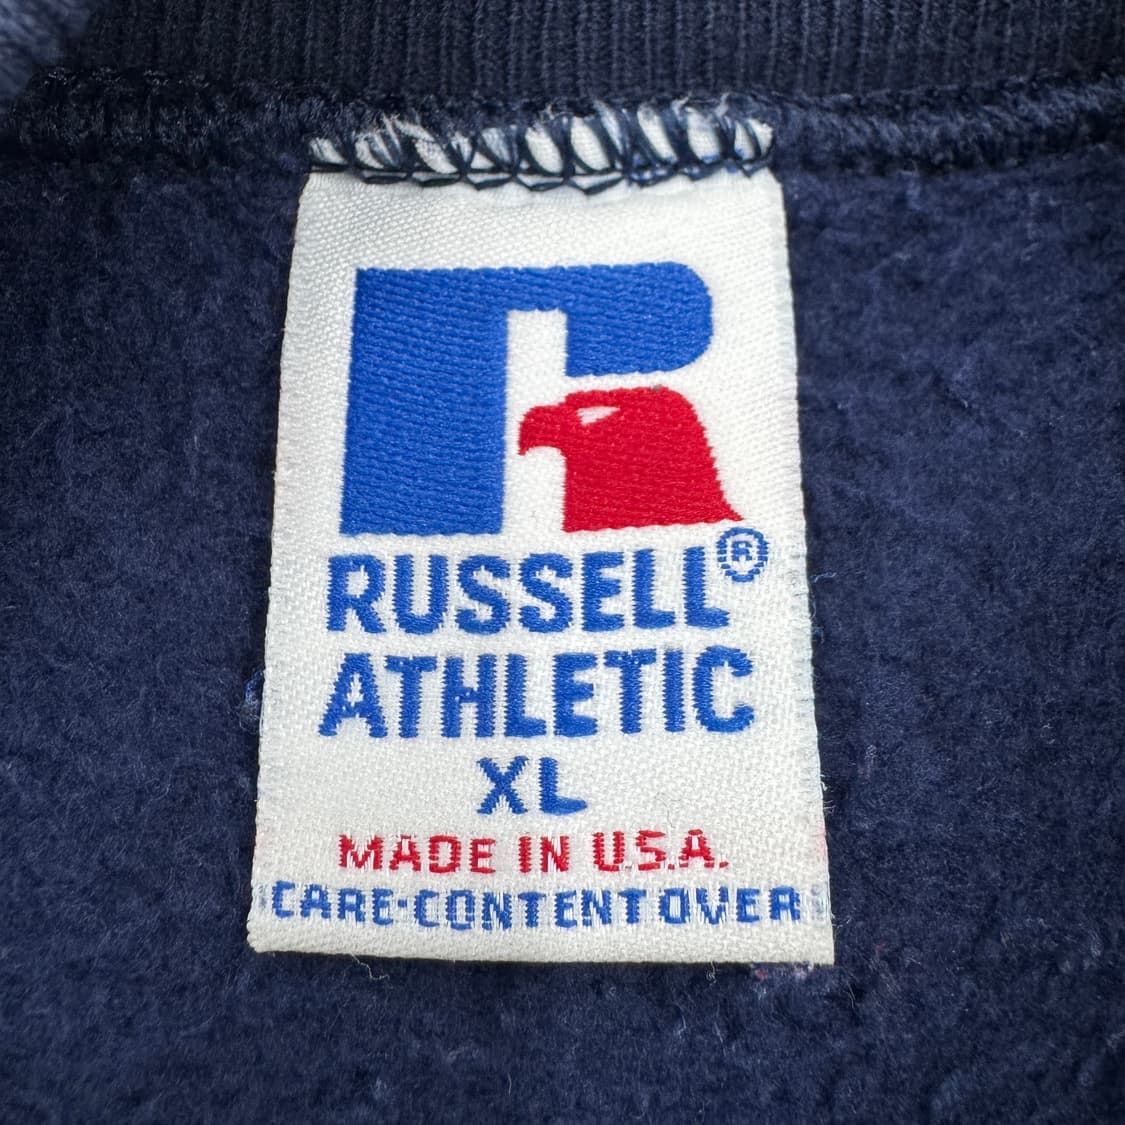 R
RUSSELL®
ATHLETIC
XL
MADE IN U.S.A.
CARE-CONTENT OVER